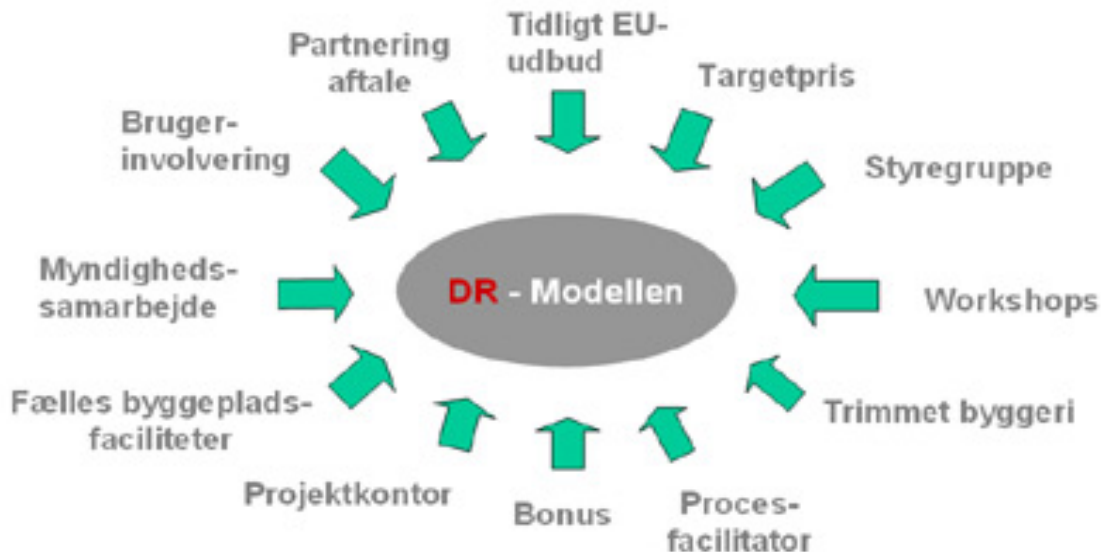 Tidligt EU-
udbud
Partnering
aftale
Targetpris
Bruger-
involvering
Styregruppe
Myndigheds-
samarbejde
DR - Modellen
Workshops
Fælles byggeplads-
faciliteter
Trimmet byggeri
Projektkontor
Bonus
Proces-
facilitator